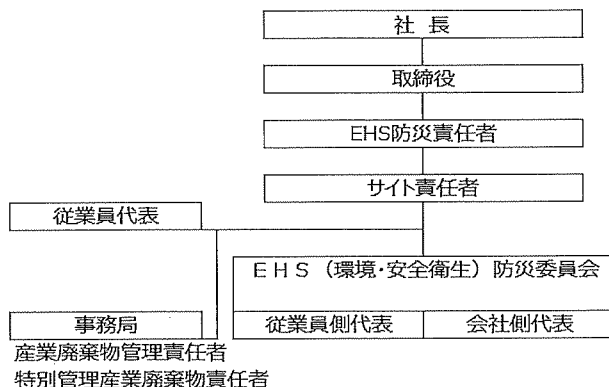 社 長
取締役
EHS防災責任者
サイト責任者
従業員代表
EHS（環境・安全衛生）防災委員会
事務局
従業員側代表
会社側代表
産業廃棄物管理責任者
特別管理産業廃棄物責任者